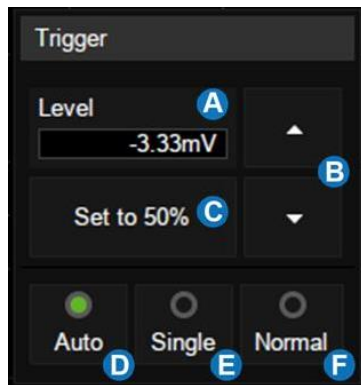 Trigger
Level A
-3.33mV
B
Set to 50% C
Auto Single Normal
D E F